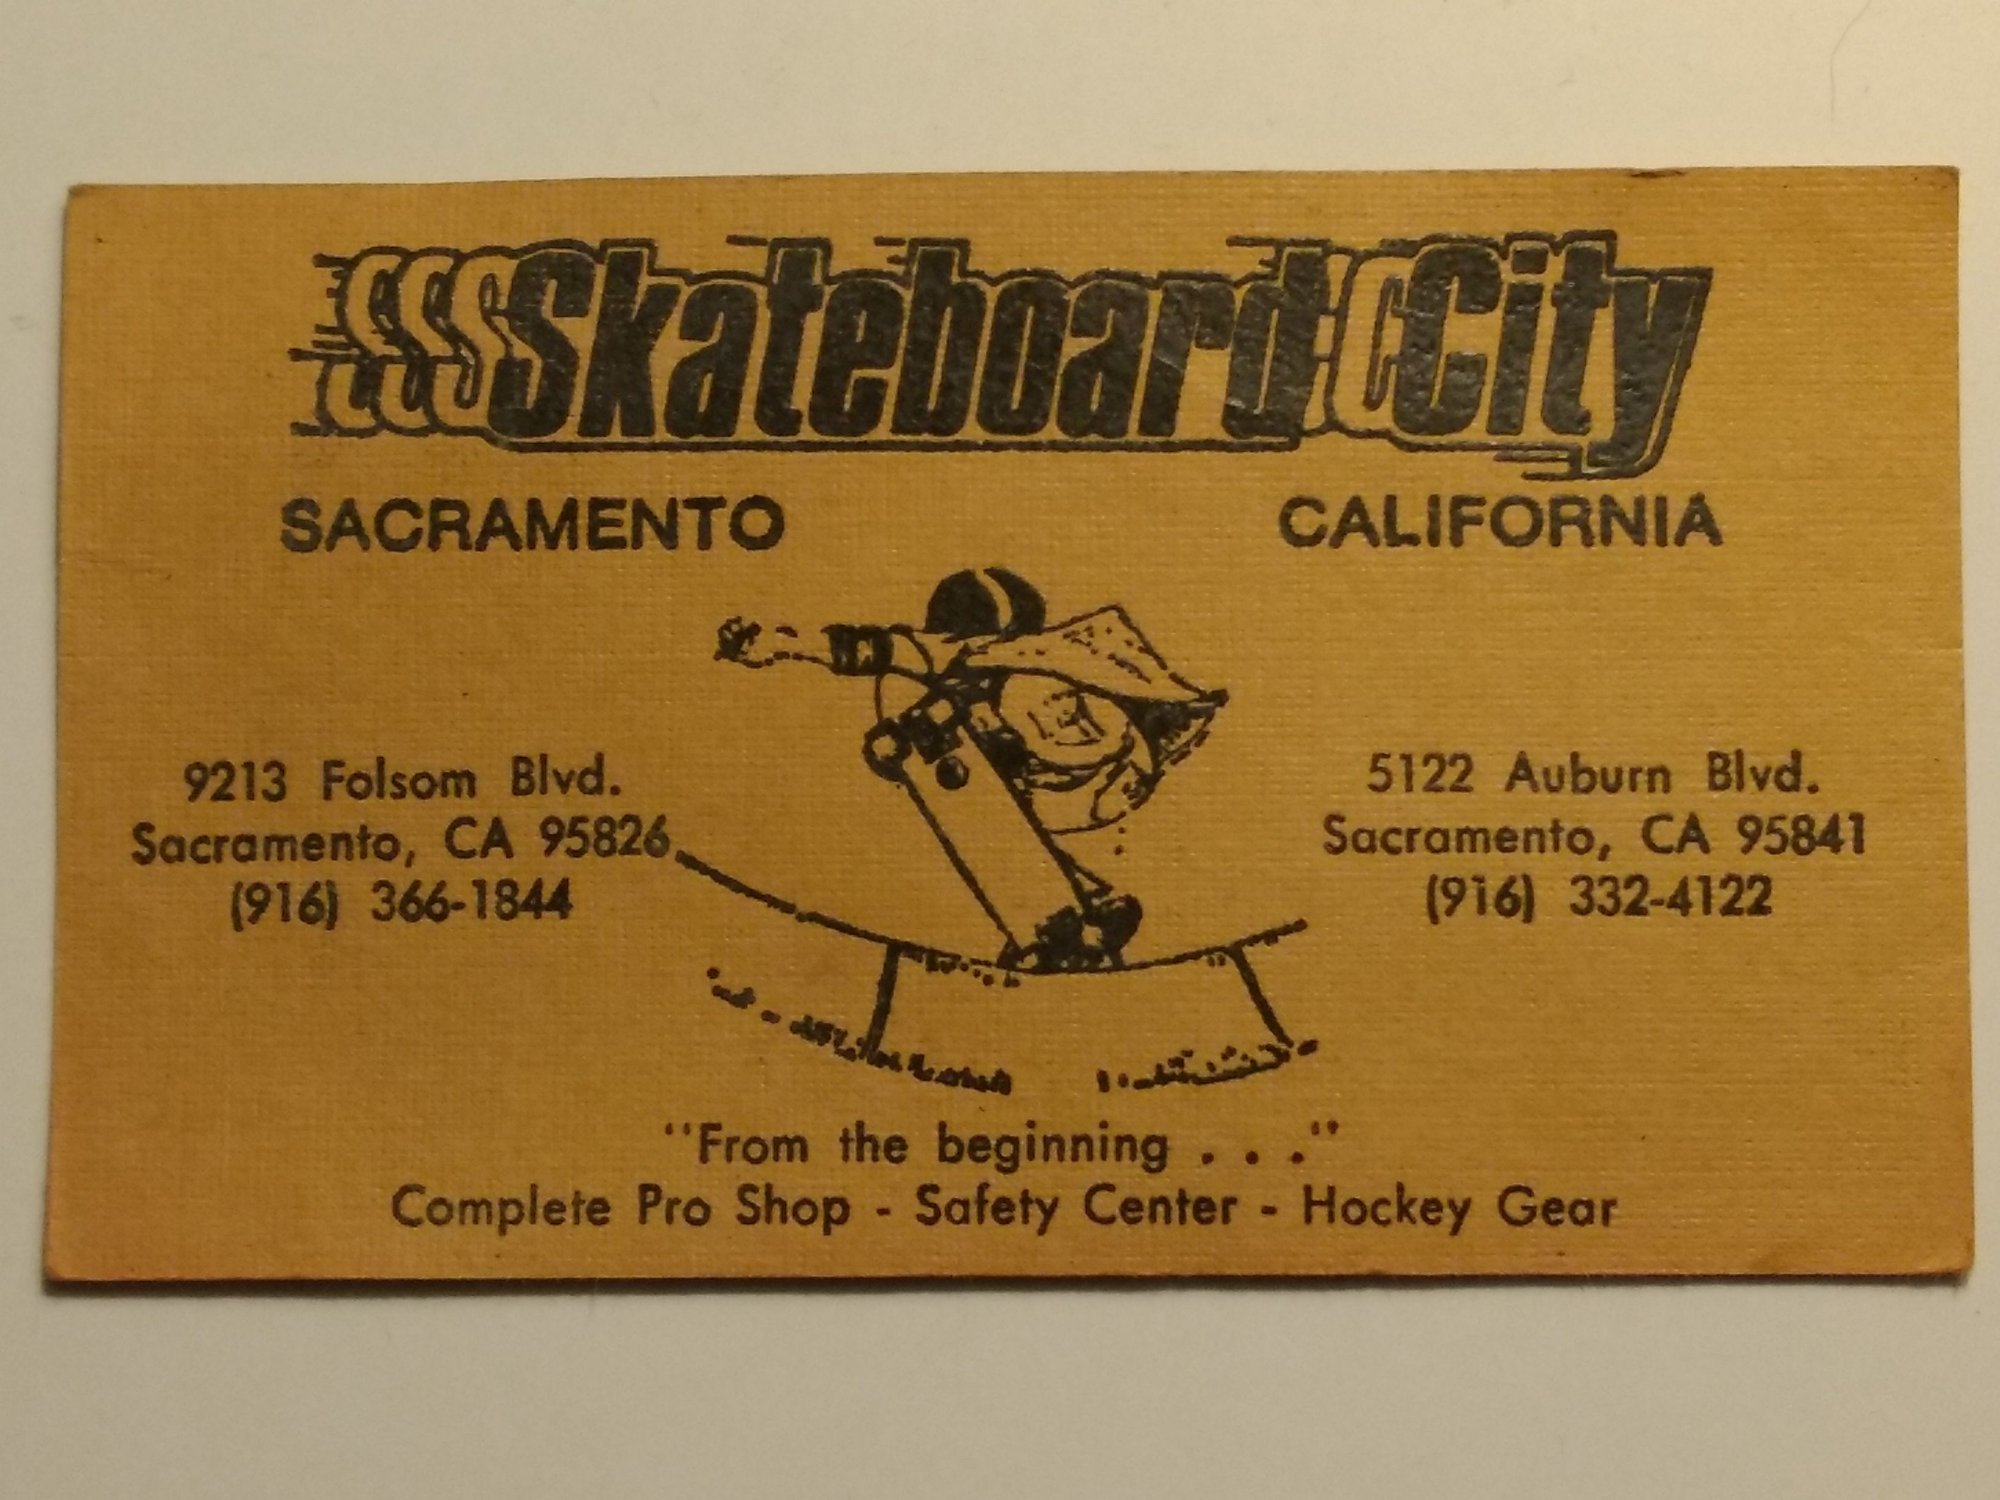 Skateboard City
SACRAMENTO CALIFORNIA
9213 Folsom Blvd.
Sacramento, CA 95826
(916) 366-1844
5122 Auburn Blvd.
Sacramento, CA 95841
(916) 332-4122
"From the beginning . . ."
Complete Pro Shop - Safety Center - Hockey Gear